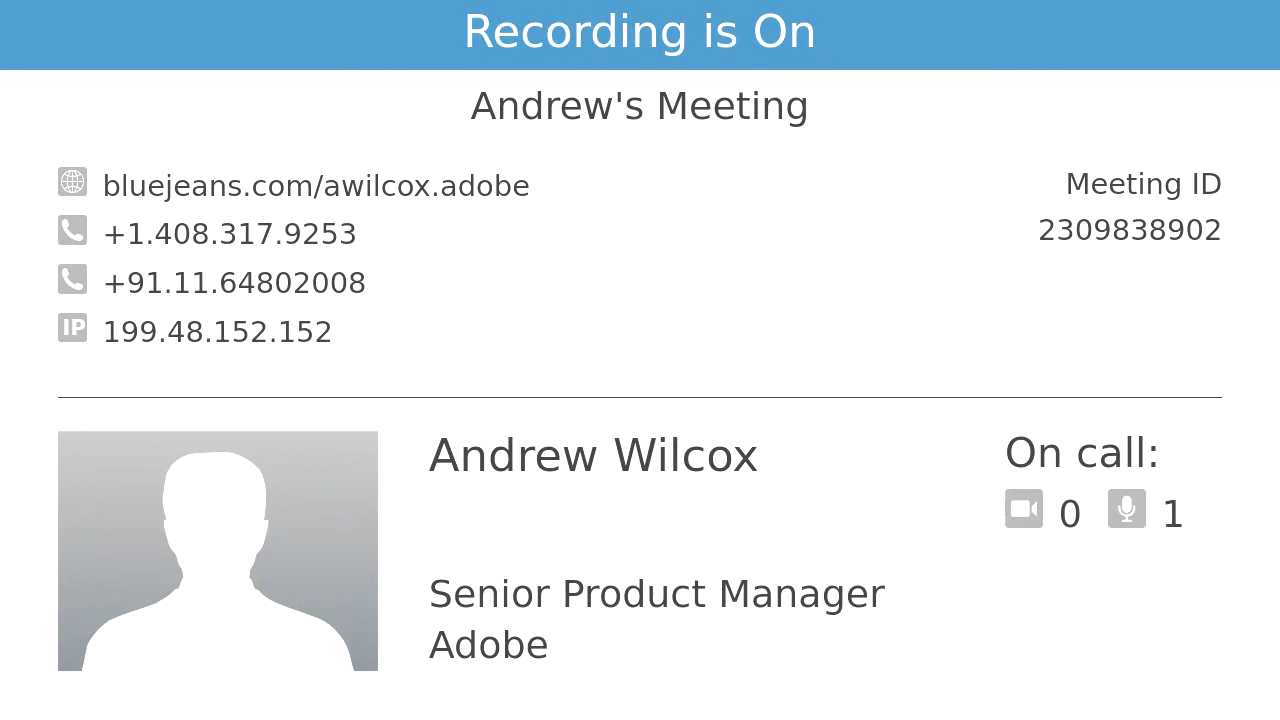 Recording is On
Andrew's Meeting
bluejeans.com/awilcox.adobe
+1.408.317.9253
+91.11.64802008
IP 199.48.152.152
Meeting ID
2309838902
Andrew Wilcox
Senior Product Manager
Adobe
On call:
0 1